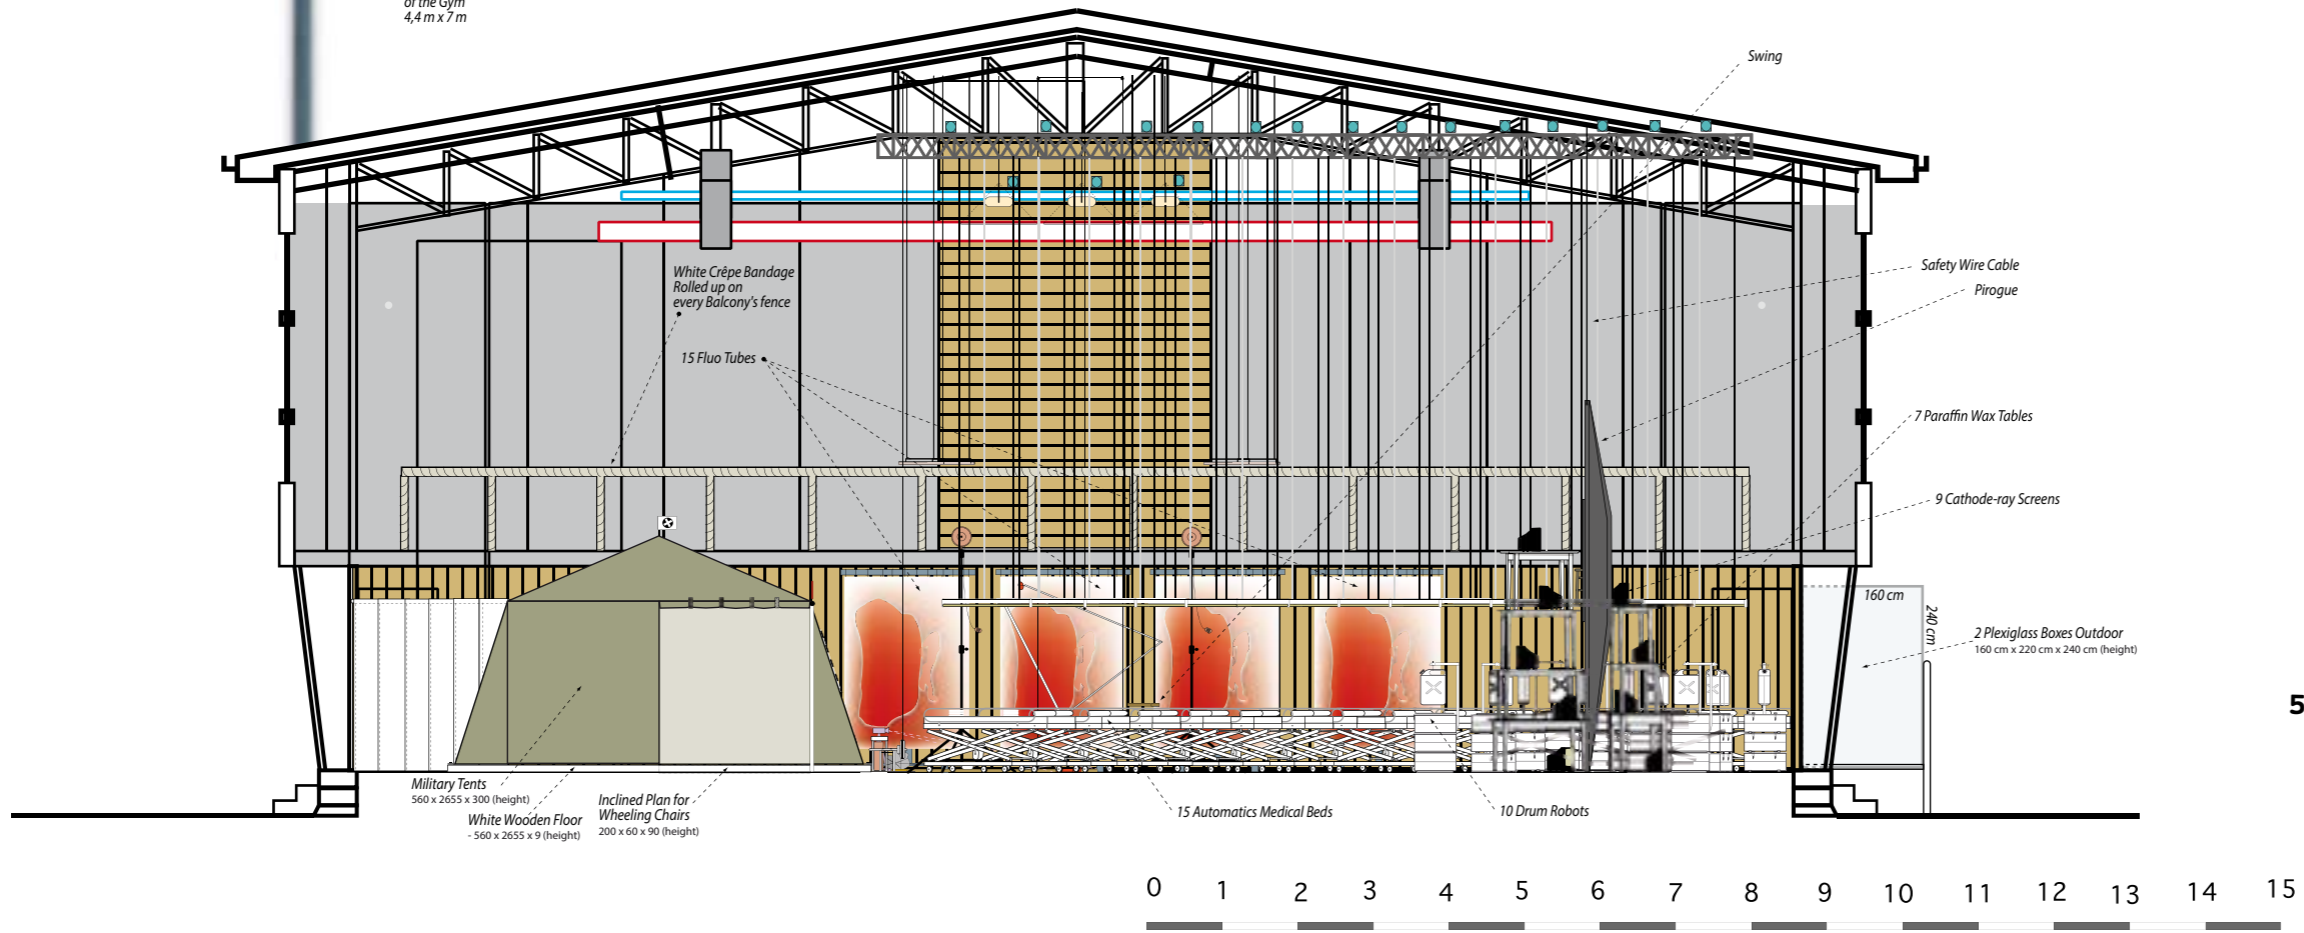 of the Gym
4,4 m x 7 m
Swing
White Crêpe Bandage
Rolled up on
every Balcony's fence
15 Fluo Tubes
Safety Wire Cable
Pirogue
7 Paraffin Wax Tables
9 Cathode-ray Screens
160 cm
240 cm
2 Plexiglass Boxes Outdoor
160 cm x 220 cm x 240 cm (height)
5
Military Tents
560 x 2655 x 300 (height)
White Wooden Floor
- 560 x 2655 x 9 (height)
Inclined Plan for
Wheeling Chairs
200 x 60 x 90 (height)
15 Automatics Medical Beds
10 Drum Robots
0 1 2 3 4 5 6 7 8 9 10 11 12 13 14 15